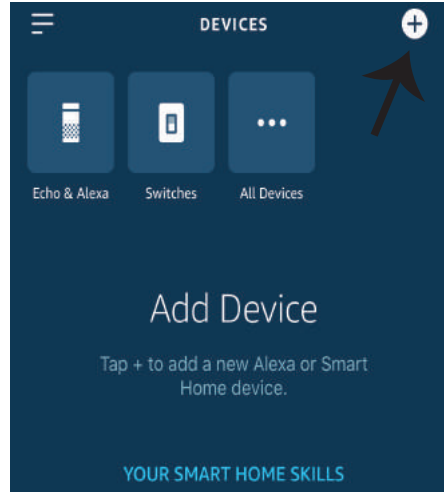 DEVICES
Echo & Alexa
Switches
All Devices
Add Device
Tap + to add a new Alexa or Smart
Home device.
YOUR SMART HOME SKILLS